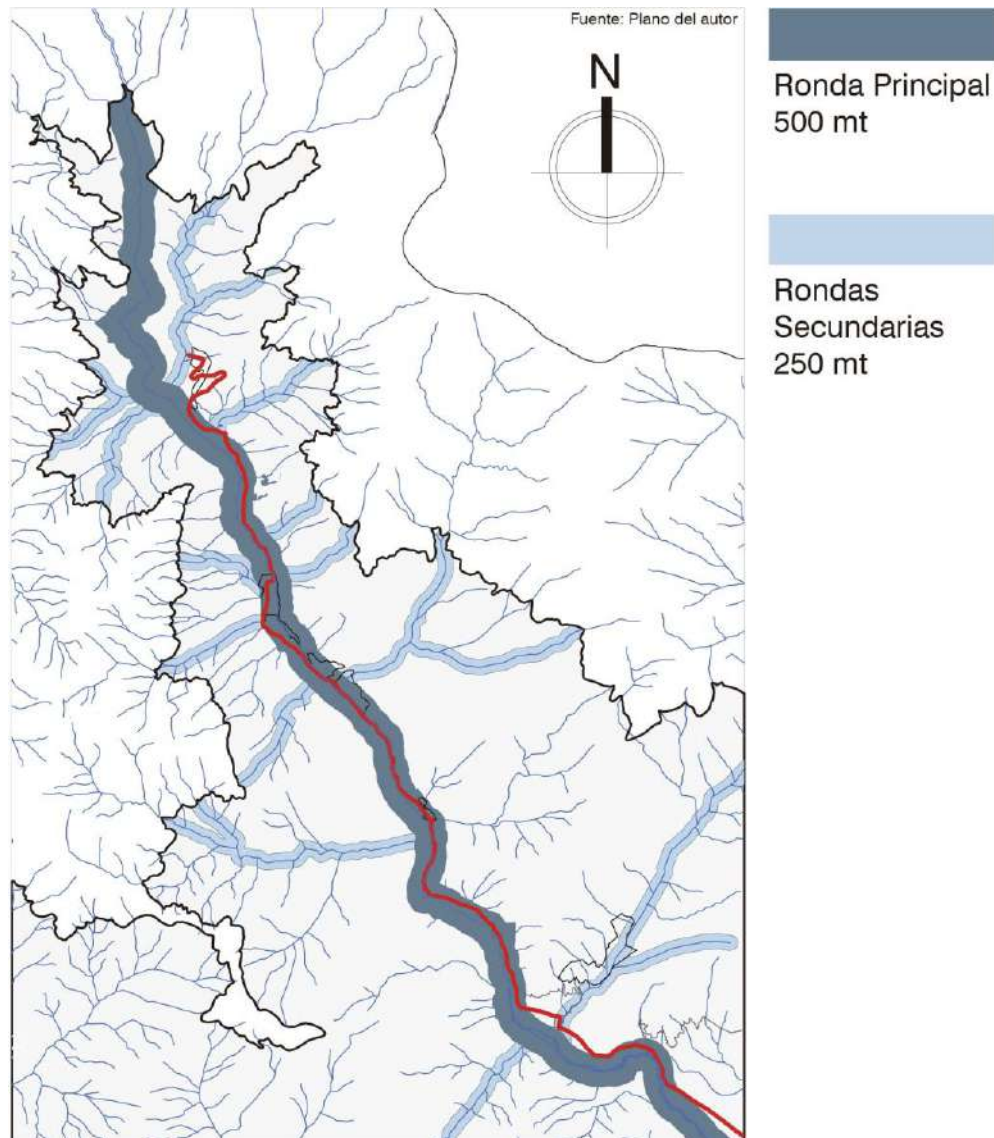 Fuente: Plano del autor
N
Ronda Principal
500 mt
Rondas
Secundarias
250 mt